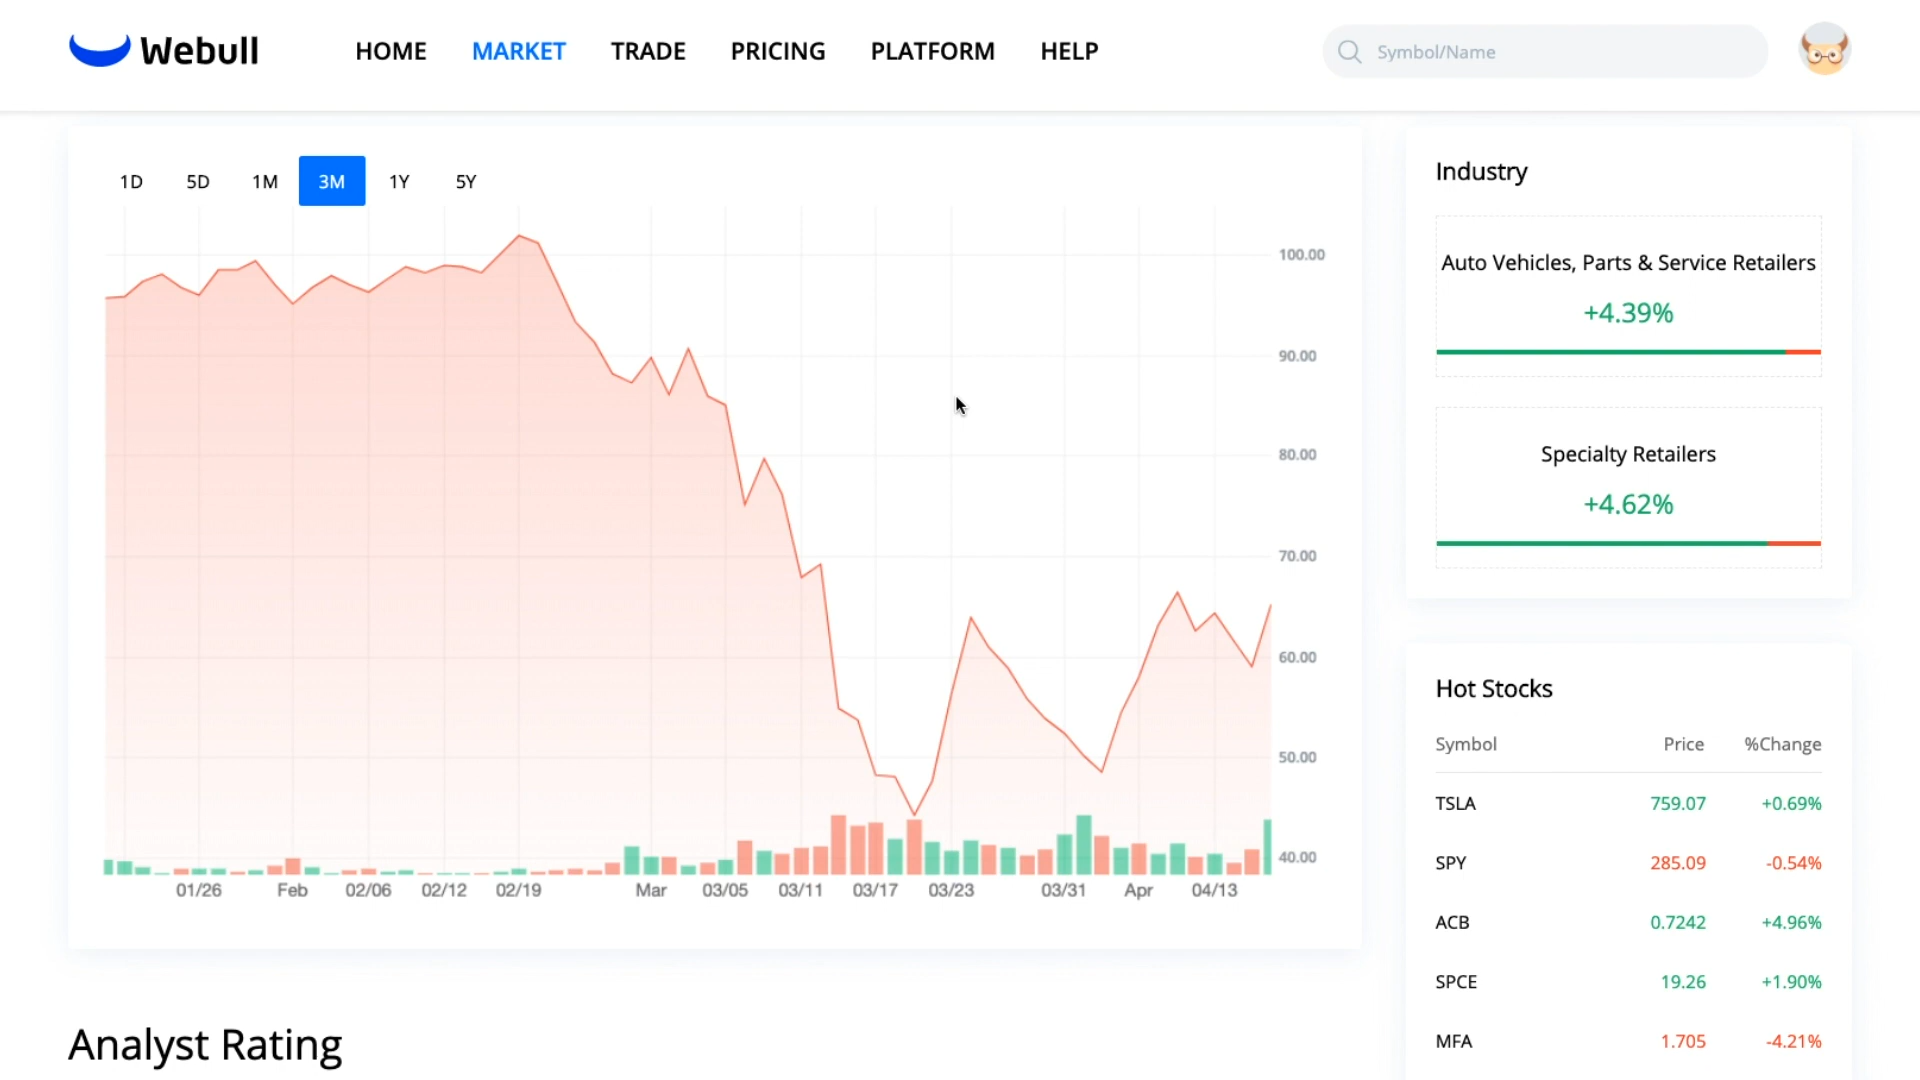 Webull
HOME MARKET TRADE PRICING PLATFORM HELP
Symbol/Name
1D 5D 1M 3M 1Y 5Y
100.00
90.00
80.00
70.00
60.00
50.00
40.00
01/26 Feb 02/06 02/12 02/19 Mar 03/05 03/11 03/17 03/23 03/31 Apr 04/13
Analyst Rating
Industry
Auto Vehicles, Parts & Service Retailers
+4.39%
Specialty Retailers
+4.62%
Hot Stocks
Symbol Price %Change
TSLA 759.07 +0.69%
SPY 285.09 -0.54%
ACB 0.7242 +4.96%
SPCE 19.26 +1.90%
MFA 1.705 -4.21%